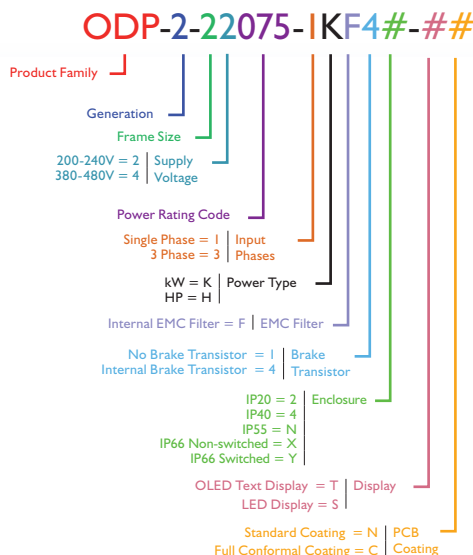 ODP-2-22075-1KF4#-##
Product Family
Generation
Frame Size
200-240V = 2 Supply
380-480V = 4 Voltage
Power Rating Code
Single Phase = 1 Input
3 Phase = 3 Phases
kW = K Power Type
HP = H
Internal EMC Filter = F EMC Filter
No Brake Transistor = 1 Brake
Internal Brake Transistor = 4 Transistor
IP20 = 2 Enclosure
IP40 = 4
IP55 = N
IP66 Non-switched = X
IP66 Switched = Y
OLED Text Display = T Display
LED Display = S
Standard Coating = N PCB
Full Conformal Coating = C Coating